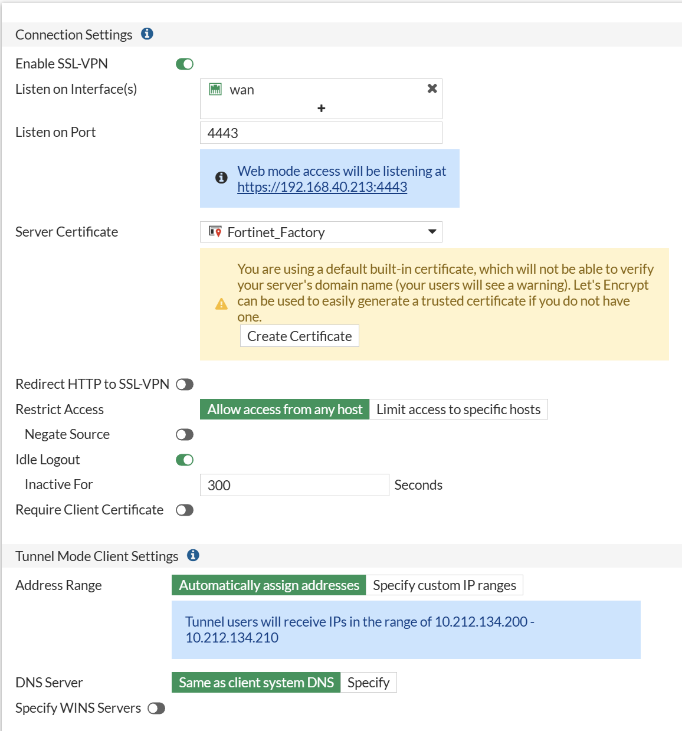 Connection Settings
Enable SSL-VPN
Listen on Interface(s)
wan
+
Listen on Port
4443
Web mode access will be listening at
https://192.168.40.213:4443
Server Certificate
Fortinet_Factory
You are using a default built-in certificate, which will not be able to verify
your server's domain name (your users will see a warning). Let's Encrypt
can be used to easily generate a trusted certificate if you do not have
one.
Create Certificate
Redirect HTTP to SSL-VPN
Restrict Access
Allow access from any host
Limit access to specific hosts
Negate Source
Idle Logout
Inactive For
300
Seconds
Require Client Certificate
Tunnel Mode Client Settings
Address Range
Automatically assign addresses
Specify custom IP ranges
Tunnel users will receive IPs in the range of 10.212.134.200 -
10.212.134.210
DNS Server
Same as client system DNS
Specify
Specify WINS Servers